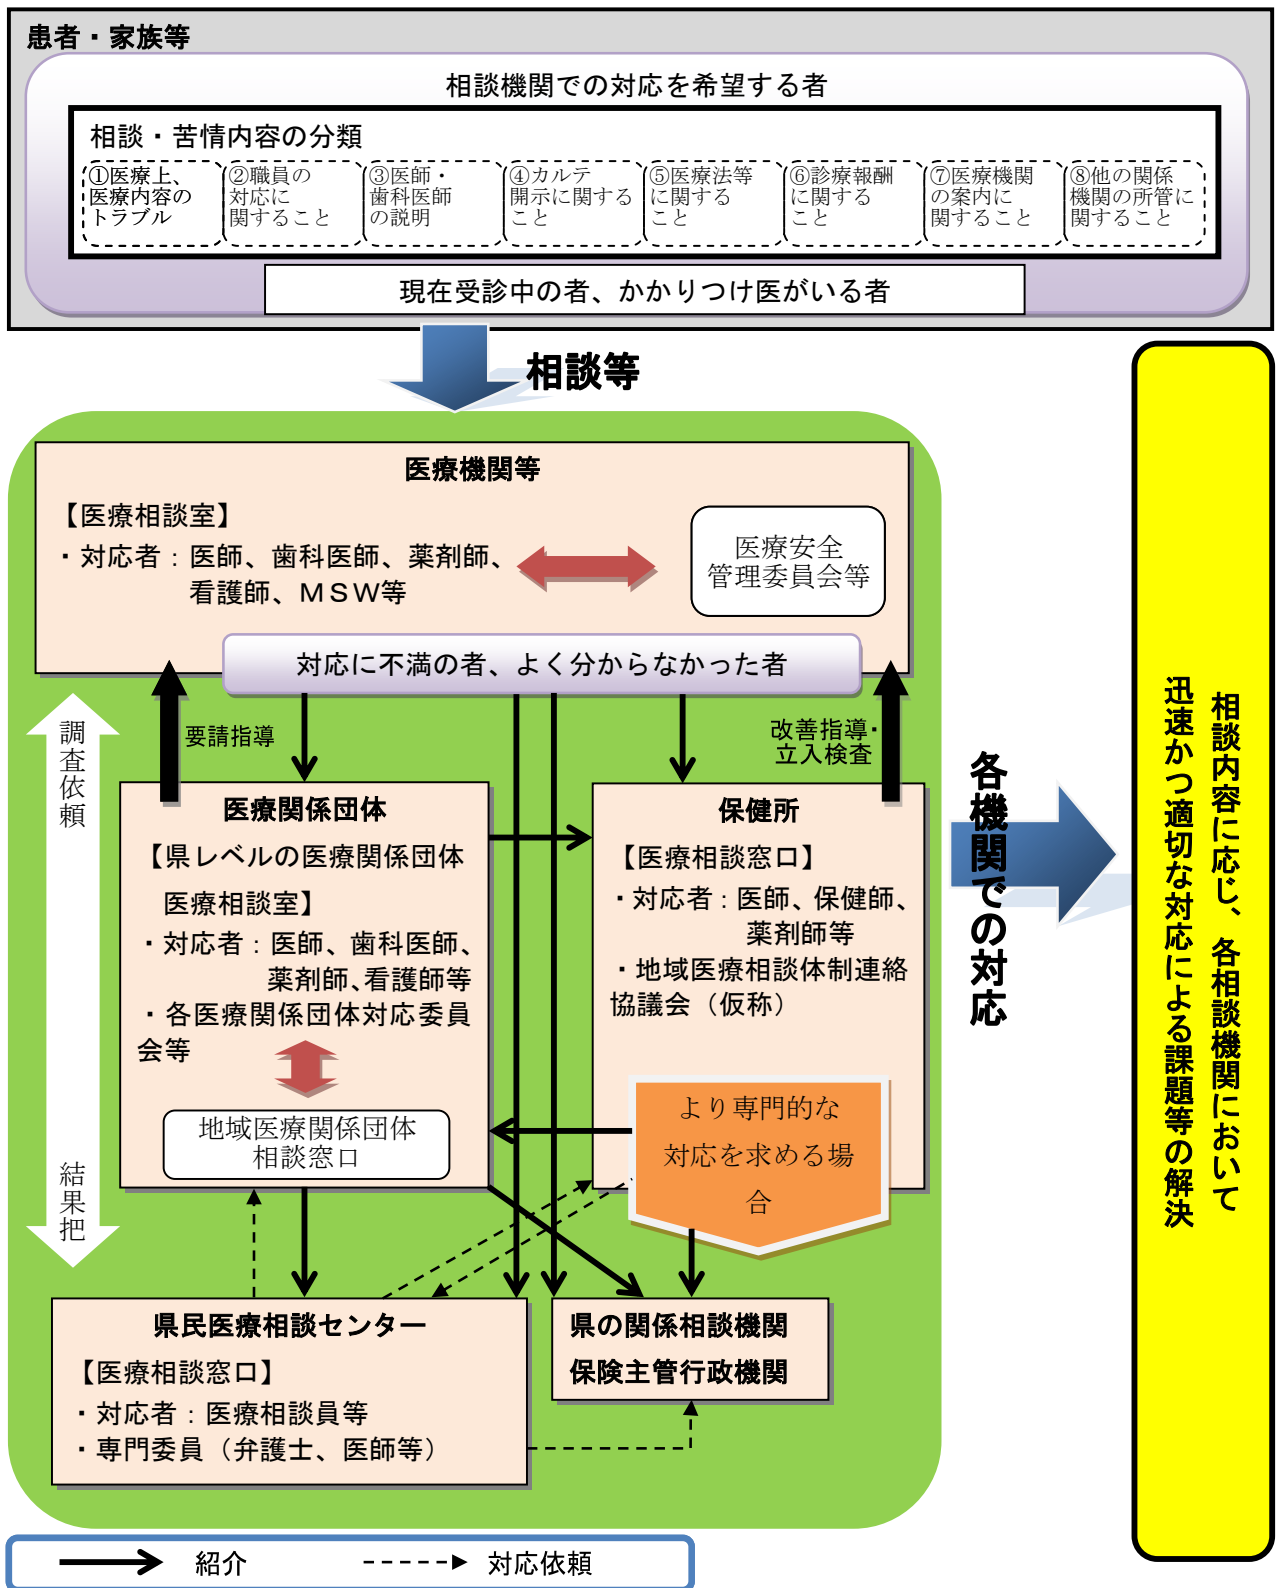 患者・家族等
相談機関での対応を希望する者
相談・苦情内容の分類
①医療上、
医療内容の
トラブル
②職員の
対応に
関すること
③医師・
歯科医師
の説明
④カルテ
開示に関する
こと
⑤医療法等
に関する
こと
⑥診療報酬
に関する
こと
⑦医療機関
の案内に
関すること
⑧他の関係
機関の所管に
関すること
現在受診中の者、かかりつけ医がいる者
相談等
医療機関等
【医療相談室】
・対応者：医師、歯科医師、薬剤師、
看護師、ＭＳＷ等
医療安全
管理委員会等
対応に不満の者、よく分からなかった者
調査依頼
結果把
要請指導
改善指導・
立入検査
医療関係団体
【県レベルの医療関係団体
医療相談室】
・対応者：医師、歯科医師、
薬剤師、看護師等
・各医療関係団体対応委員
会等
地域医療関係団体
相談窓口
保健所
【医療相談窓口】
・対応者：医師、保健師、
薬剤師等
・地域医療相談体制連絡
協議会（仮称）
より専門的な
対応を求める場
合
県民医療相談センター
【医療相談窓口】
・対応者：医療相談員等
・専門委員（弁護士、医師等）
県の関係相談機関
保険主管行政機関
各機関での対応
相談内容に応じ、各相談機関において
迅速かつ適切な対応による課題等の解決
紹介
対応依頼